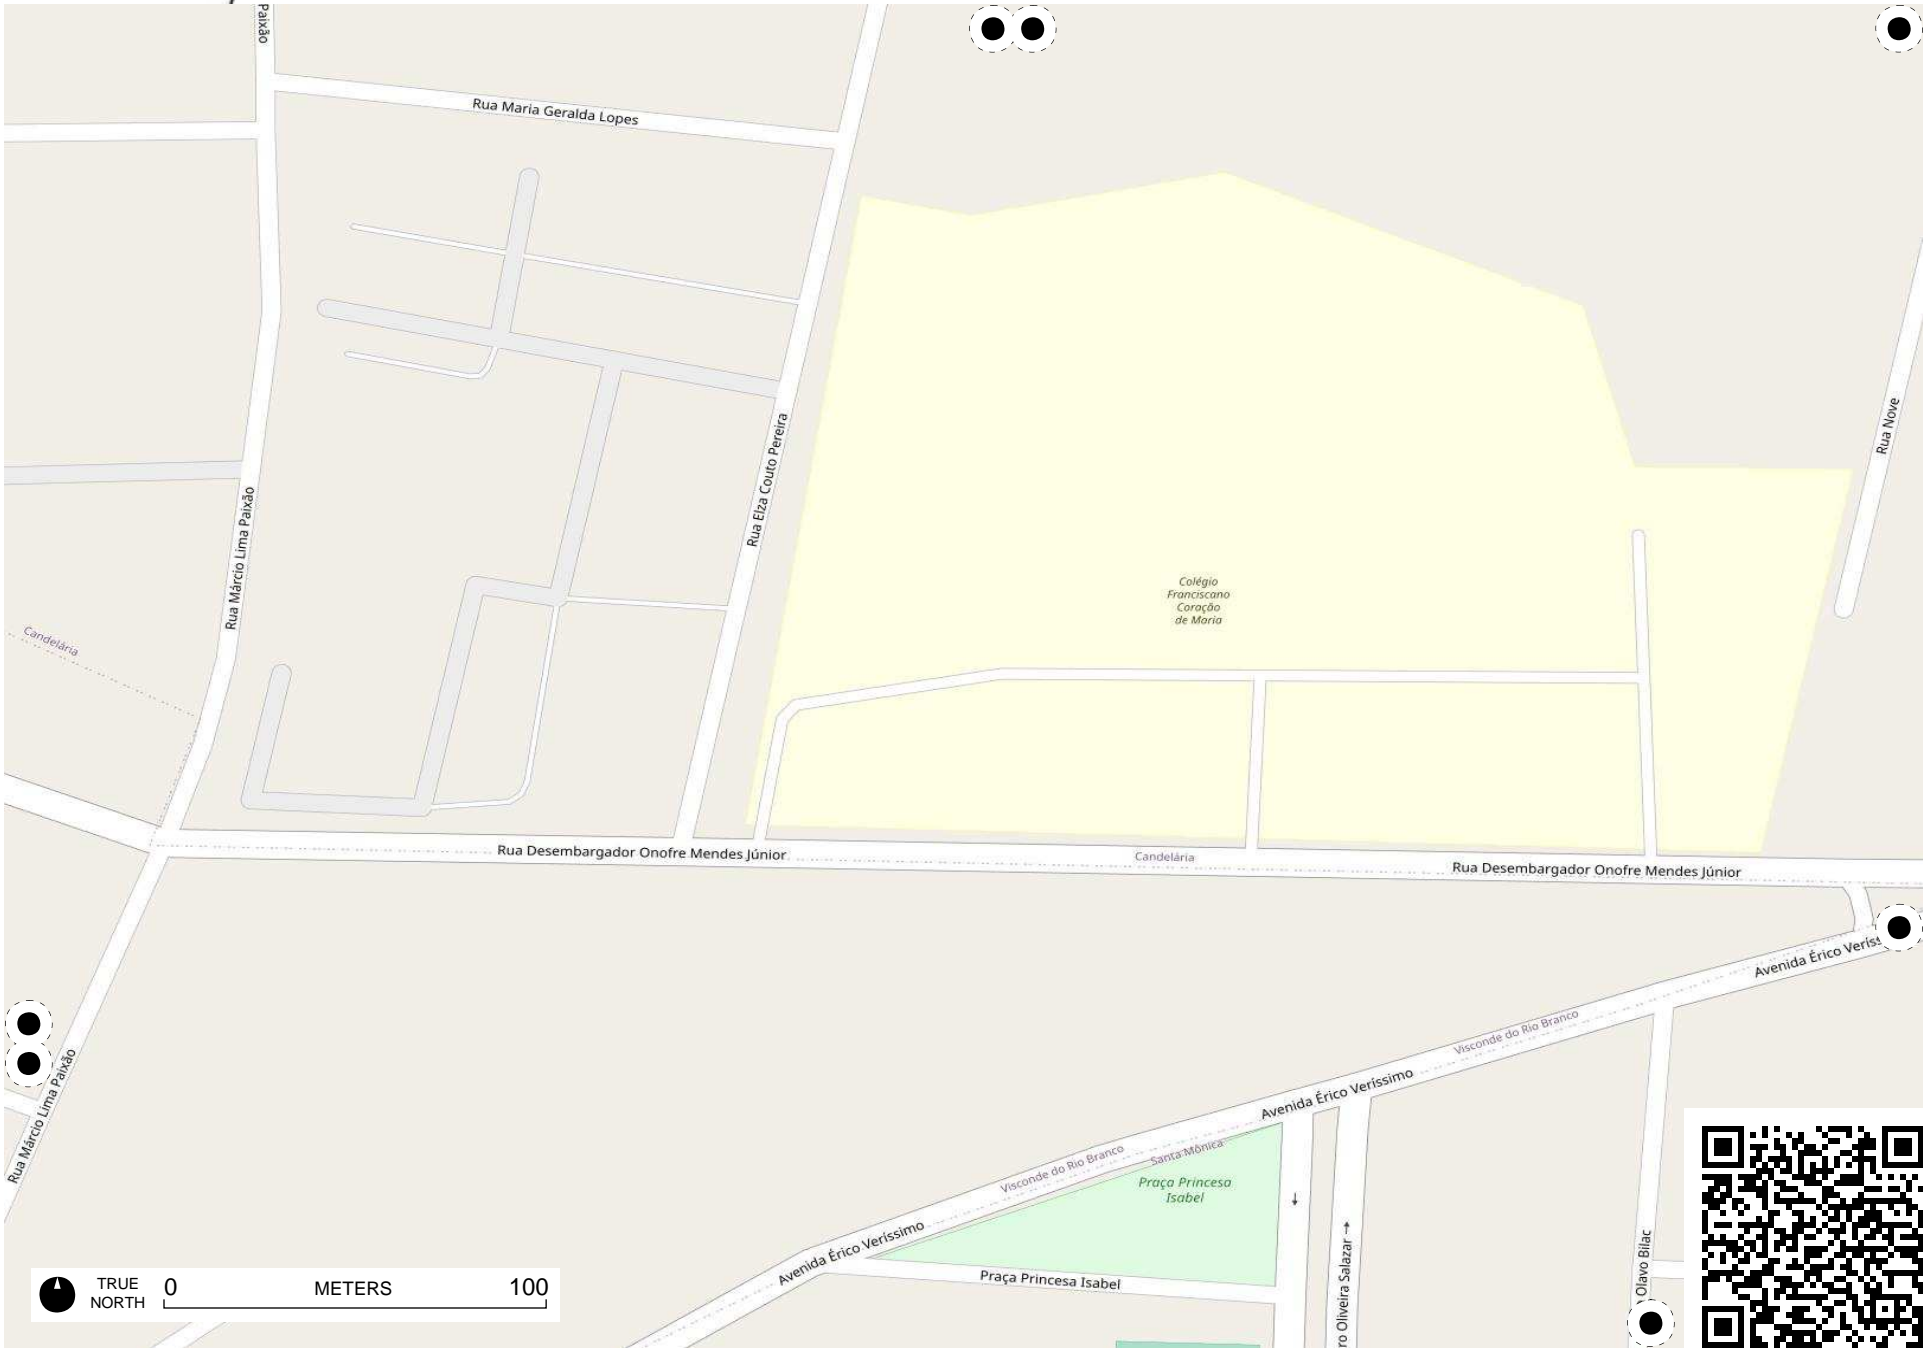 Paixão
Rua Maria Geralda Lopes
Rua Nove
Rua Elza Couto Pereira
Rua Márcio Lima Paixão
Colégio
Franciscano
Coração
de Maria
Candelária
Rua Desembargador Onofre Mendes Júnior
Candelária
Rua Desembargador Onofre Mendes Júnior
Avenida Érico
Visconde do Rio Branco
Rua Márcio Lima Paixão
Avenida Érico Veríssimo
Visconde do Rio Branco
Santa Mônica
Praça Princesa
Isabel
Avenida Érico Veríssimo
Praça Princesa Isabel
Oliveira Salazar →
Olavo Bilac
TRUE
NORTH
0 METERS 100